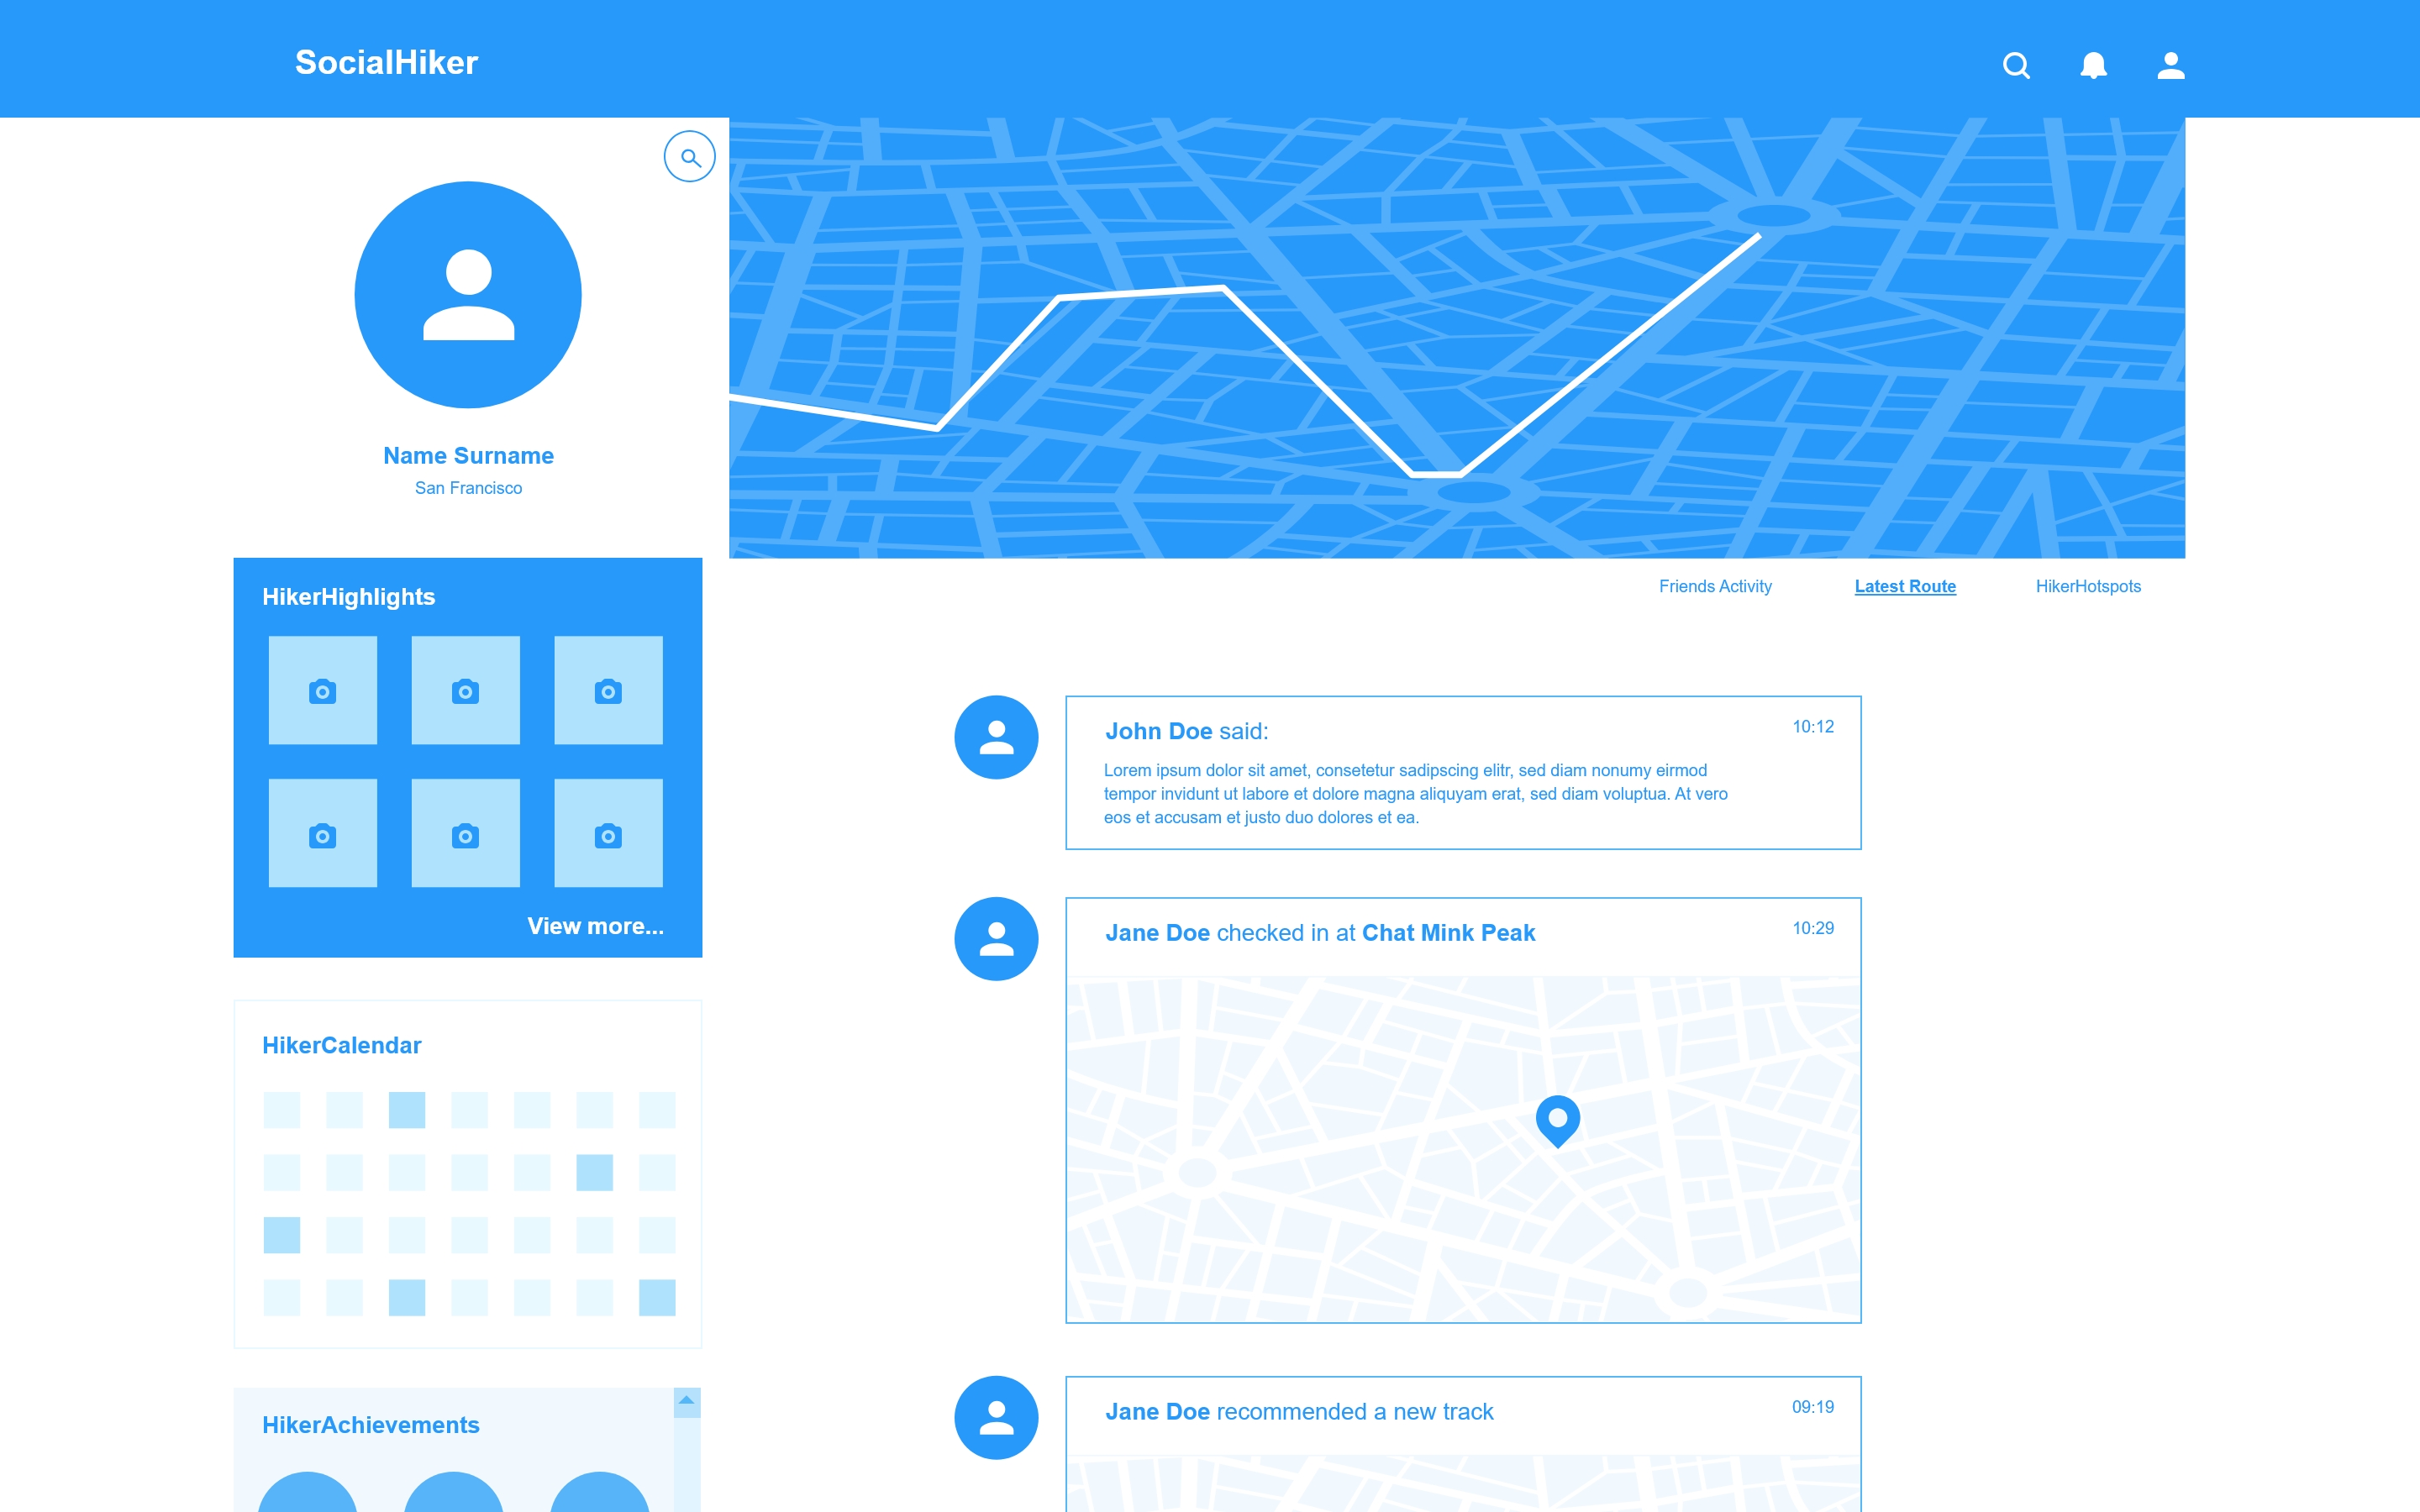 SocialHiker
Name Surname
San Francisco
HikerHighlights
View more...
HikerCalendar
HikerAchievements
Friends Activity
Latest Route
HikerHotspots
John Doe said:
10:12
Lorem ipsum dolor sit amet, consetetur sadipscing elitr, sed diam nonumy eirmod
tempor invidunt ut labore et dolore magna aliquyam erat, sed diam voluptua. At vero
eos et accusam et justo duo dolores et ea.
Jane Doe checked in at Chat Mink Peak
10:29
Jane Doe recommended a new track
09:19